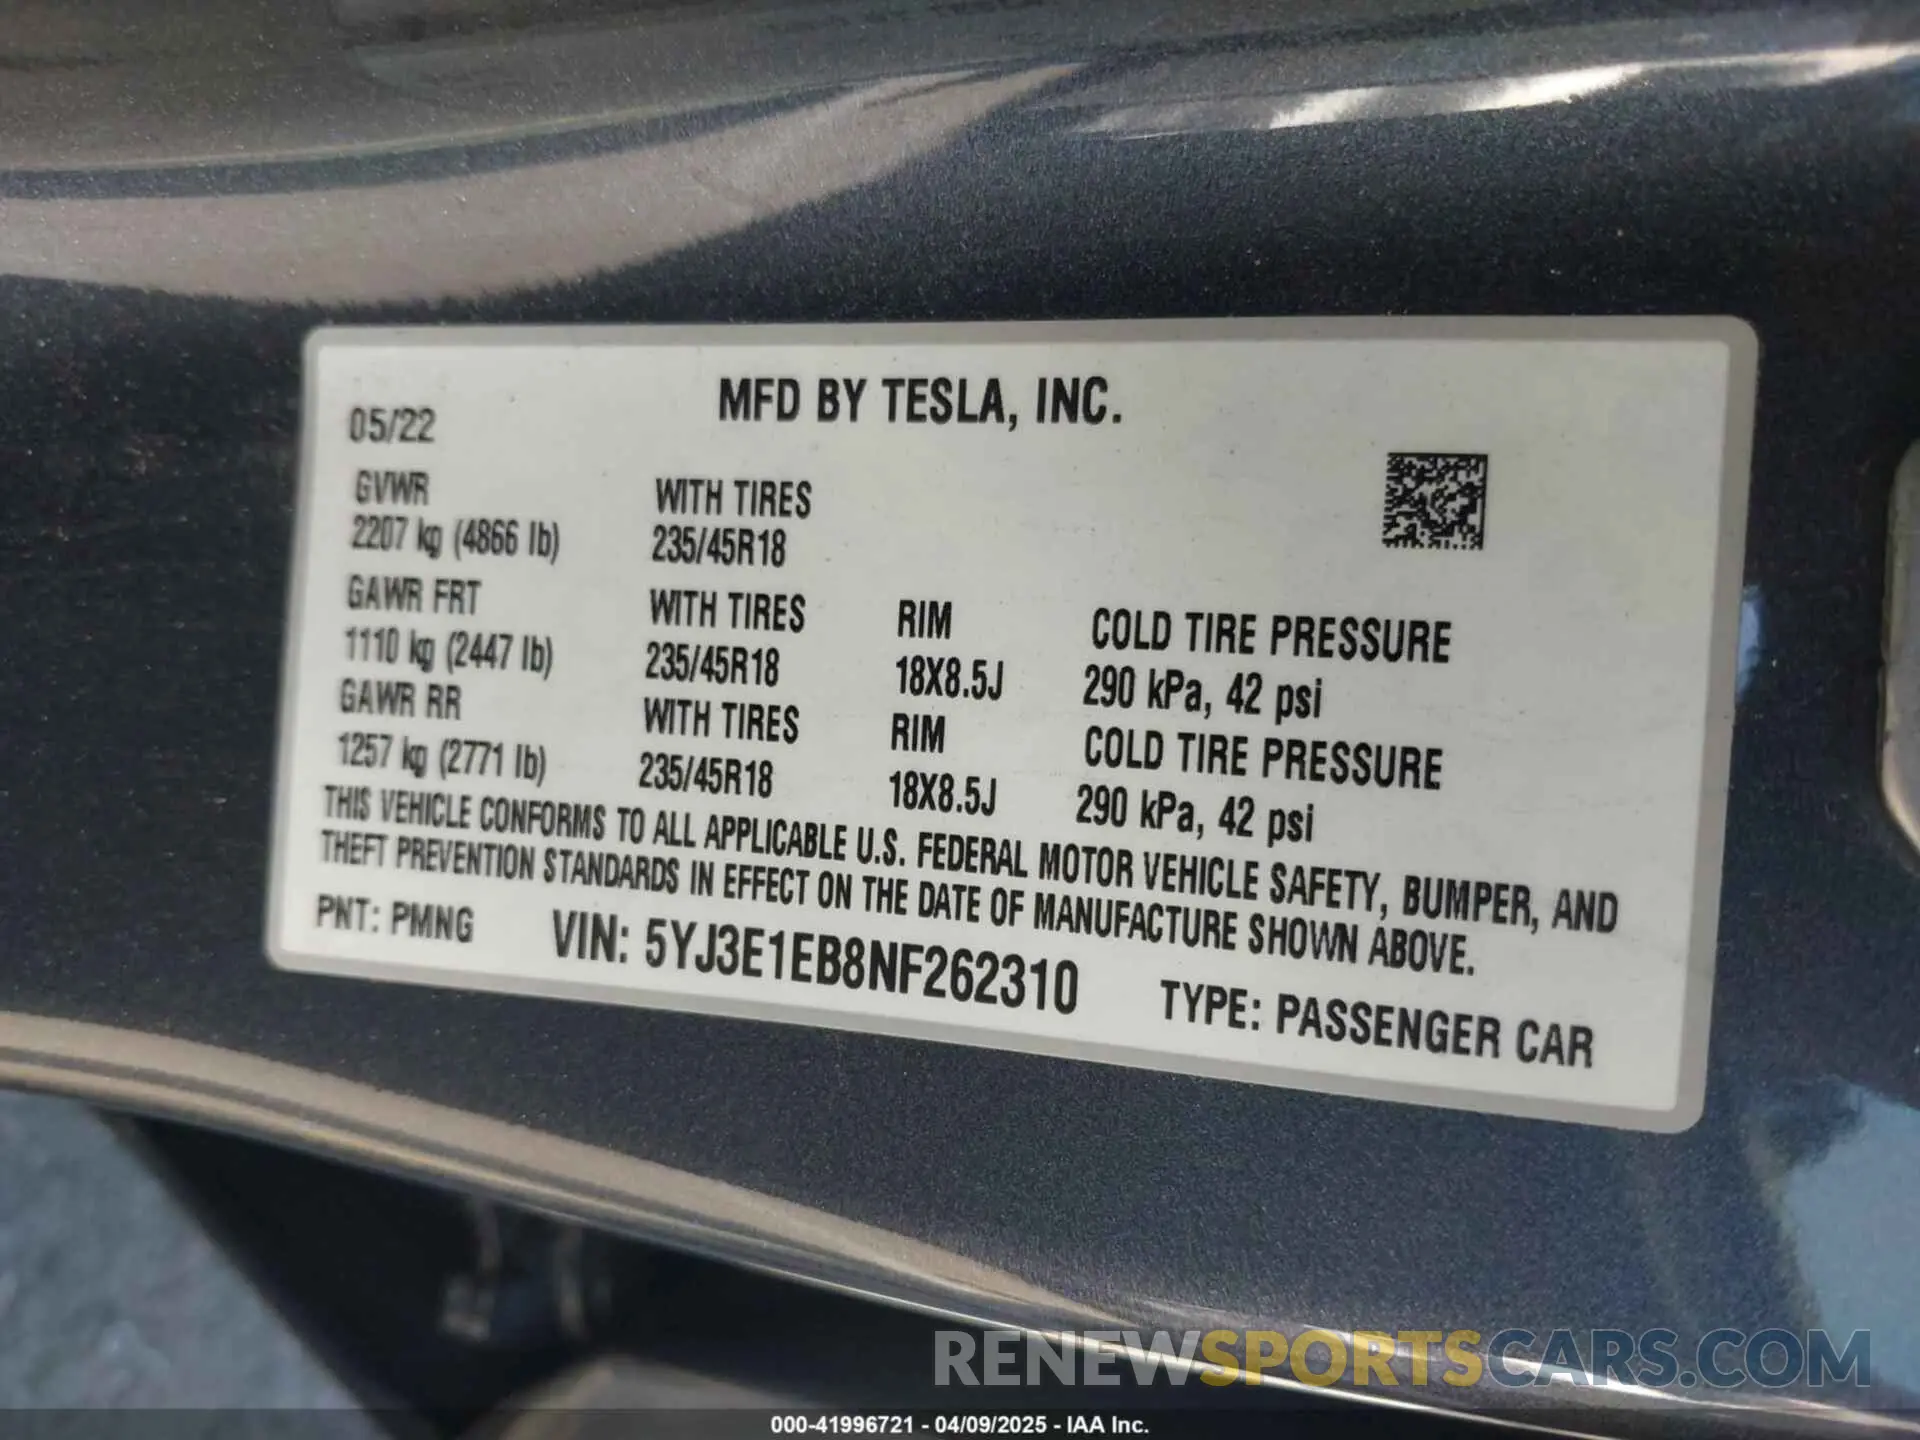 MFD BY TESLA, INC.
05/22
GVWR WITH TIRES
2207 kg (4866 lb) 235/45R18
GAWR FRT WITH TIRES RIM COLD TIRE PRESSURE
1110 kg (2447 lb) 235/45R18 18X8.5J 290 kPa, 42 psi
GAWR RR WITH TIRES RIM COLD TIRE PRESSURE
1257 kg (2771 lb) 235/45R18 18X8.5J 290 kPa, 42 psi
THIS VEHICLE CONFORMS TO ALL APPLICABLE U.S. FEDERAL MOTOR VEHICLE SAFETY, BUMPER, AND
THEFT PREVENTION STANDARDS IN EFFECT ON THE DATE OF MANUFACTURE SHOWN ABOVE.
PNT: PMNG VIN: 5YJ3E1EB8NF262310 TYPE: PASSENGER CAR
RENEWSPORTSCARS.COM
000-41996721 - 04/09/2025 - IAA Inc.